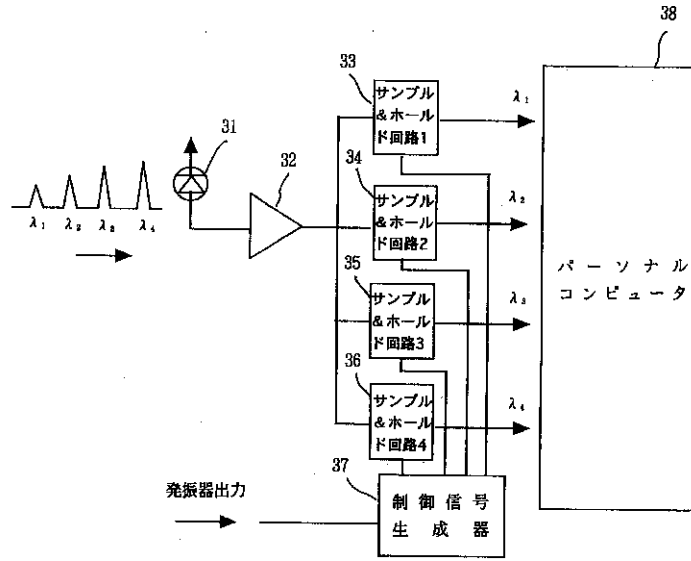 38
33
サンプル
&ホール
ド回路1
λ1
31
32
34
サンプル
&ホール
ド回路2
λ2
λ1 λ2 λ3 λ4
35
サンプル
&ホール
ド回路3
λ3
パーソナル
コンピュータ
36
サンプル
&ホール
ド回路4
λ4
発振器出力
37
制御信号
生成器